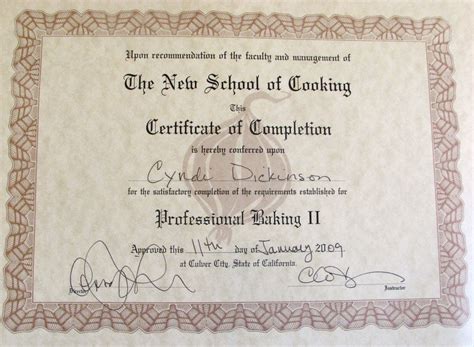 Upon recommendation of the faculty and management of
The New School of Cooking
This
Certificate of Completion
is hereby conferred upon
Cyndi Dickinson
for the satisfactory completion of the requirements established for
Professional Baking II
Approved this 11th day of January 2009
at Culver City, State of California.
Director
Instructor